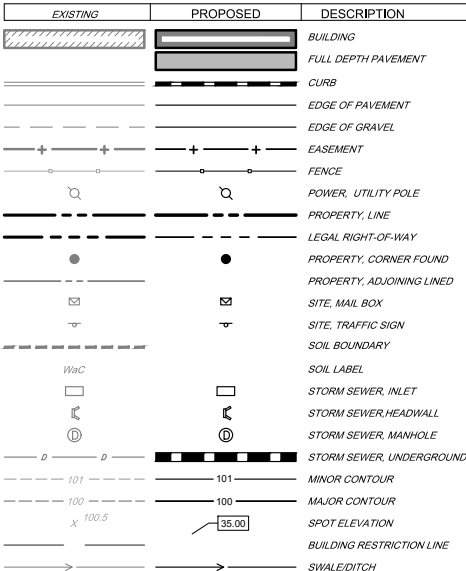 EXISTING PROPOSED DESCRIPTION
BUILDING
FULL DEPTH PAVEMENT
CURB
EDGE OF PAVEMENT
EDGE OF GRAVEL
EASEMENT
FENCE
POWER, UTILITY POLE
PROPERTY, LINE
LEGAL RIGHT-OF-WAY
PROPERTY, CORNER FOUND
PROPERTY, ADJOINING LINED
SITE, MAIL BOX
SITE, TRAFFIC SIGN
SOIL BOUNDARY
WaC SOIL LABEL
STORM SEWER, INLET
STORM SEWER,HEADWALL
D D STORM SEWER, MANHOLE
D D STORM SEWER, UNDERGROUND
101 101 MINOR CONTOUR
100 100 MAJOR CONTOUR
X 100.5 35.00 SPOT ELEVATION
BUILDING RESTRICTION LINE
SWALE/DITCH